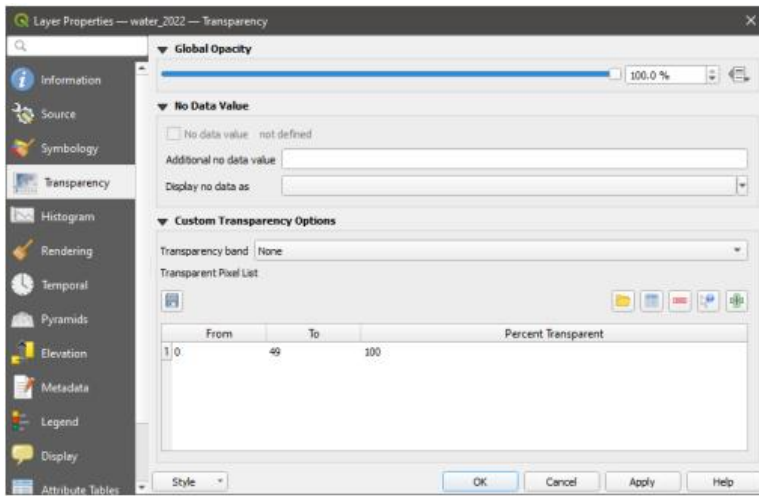 Layer Properties — water_2022 — Transparency
Information
Source
Symbology
Transparency
Histogram
Rendering
Temporal
Pyramids
Elevation
Metadata
Legend
Display
Attribute Tables
Global Opacity
100.0 %
No Data Value
No data value not defined
Additional no data value
Display no data as
Custom Transparency Options
Transparency band None
Transparent Pixel List
From To Percent Transparent
1 0 49 100
Style OK Cancel Apply Help